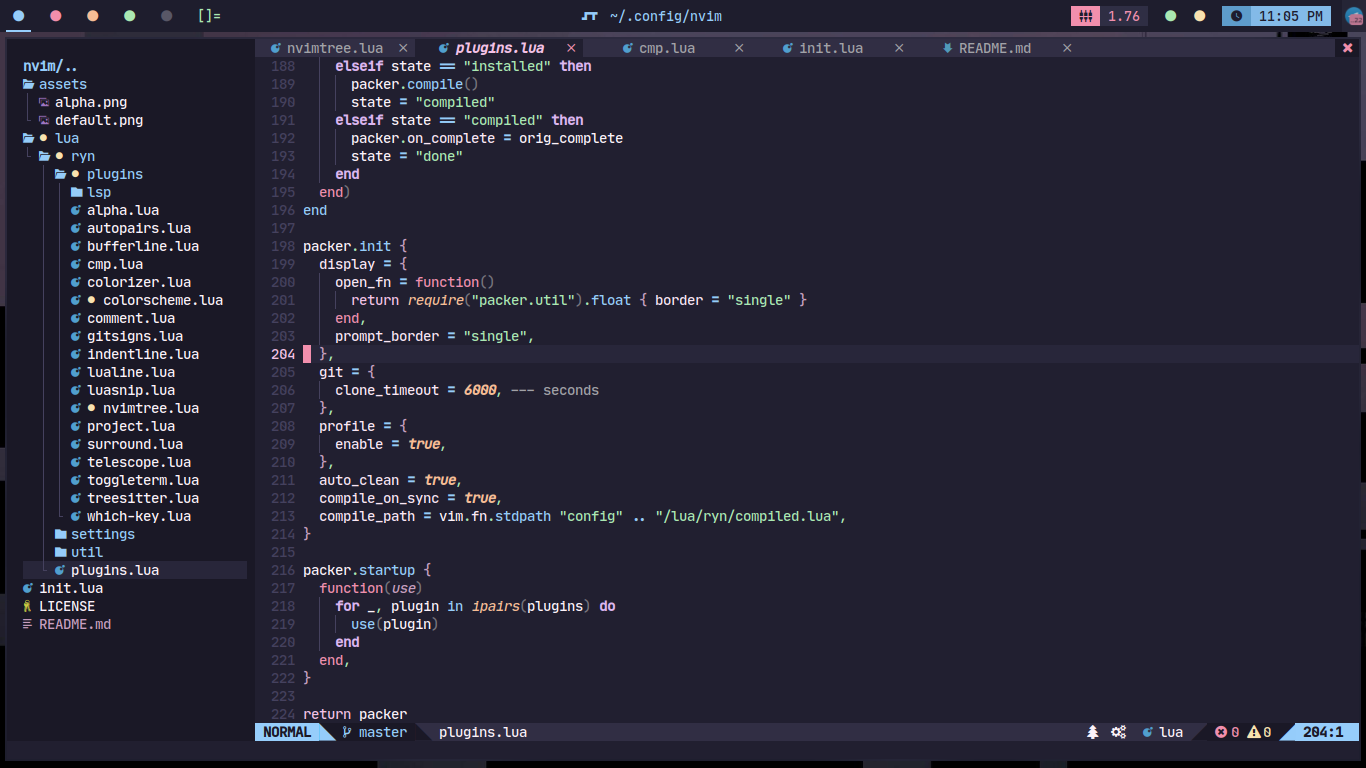 []= ~/.config/nvim 1.76 11:05 PM
nvimtree.lua plugins.lua cmp.lua init.lua README.md
nvim/..
assets
alpha.png
default.png
lua
ryn
plugins
lsp
alpha.lua
autopairs.lua
bufferline.lua
cmp.lua
colorizer.lua
colorscheme.lua
comment.lua
gitsigns.lua
indentline.lua
lualine.lua
luasnip.lua
nvimtree.lua
project.lua
surround.lua
telescope.lua
toggleterm.lua
treesitter.lua
which-key.lua
settings
util
plugins.lua
init.lua
LICENSE
README.md
188 elseif state == "installed" then
189 packer.compile()
190 state = "compiled"
191 elseif state == "compiled" then
192 packer.on_complete = orig_complete
193 state = "done"
194 end
195 end)
196 end
197
198 packer.init {
199 display = {
200 open_fn = function()
201 return require("packer.util").float { border = "single" }
202 end,
203 prompt_border = "single",
204 },
205 git = {
206 clone_timeout = 6000, --- seconds
207 },
208 profile = {
209 enable = true,
210 },
211 auto_clean = true,
212 compile_on_sync = true,
213 compile_path = vim.fn.stdpath "config" .. "/lua/ryn/compiled.lua",
214 }
215
216 packer.startup {
217 function(use)
218 for _, plugin in ipairs(plugins) do
219 use(plugin)
220 end
221 end,
222 }
223
224 return packer
NORMAL master plugins.lua lua 0 0 204:1